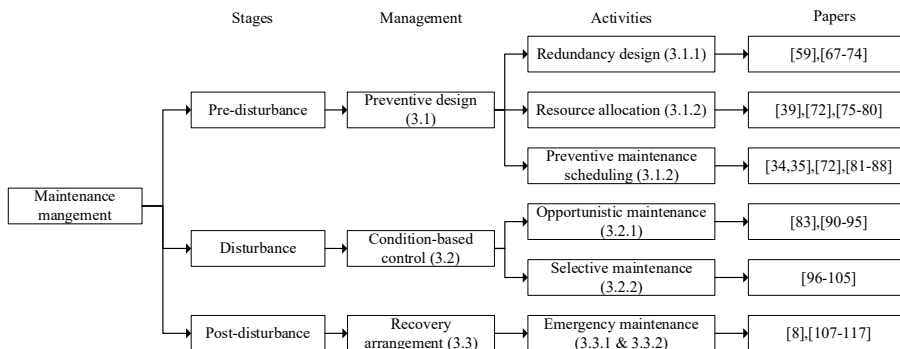 Stages
Management
Activities
Papers
Redundancy design (3.1.1)
[59],[67-74]
Pre-disturbance
Preventive design
(3.1)
Resource allocation (3.1.2)
[39],[72],[75-80]
Preventive maintenance
scheduling (3.1.2)
[34,35],[72],[81-88]
Maintenance
mangement
Opportunistic maintenance
(3.2.1)
[83],[90-95]
Disturbance
Condition-based
control (3.2)
Selective maintenance
(3.2.2)
[96-105]
Post-disturbance
Recovery
arrangement (3.3)
Emergency maintenance
(3.3.1 & 3.3.2)
[8],[107-117]